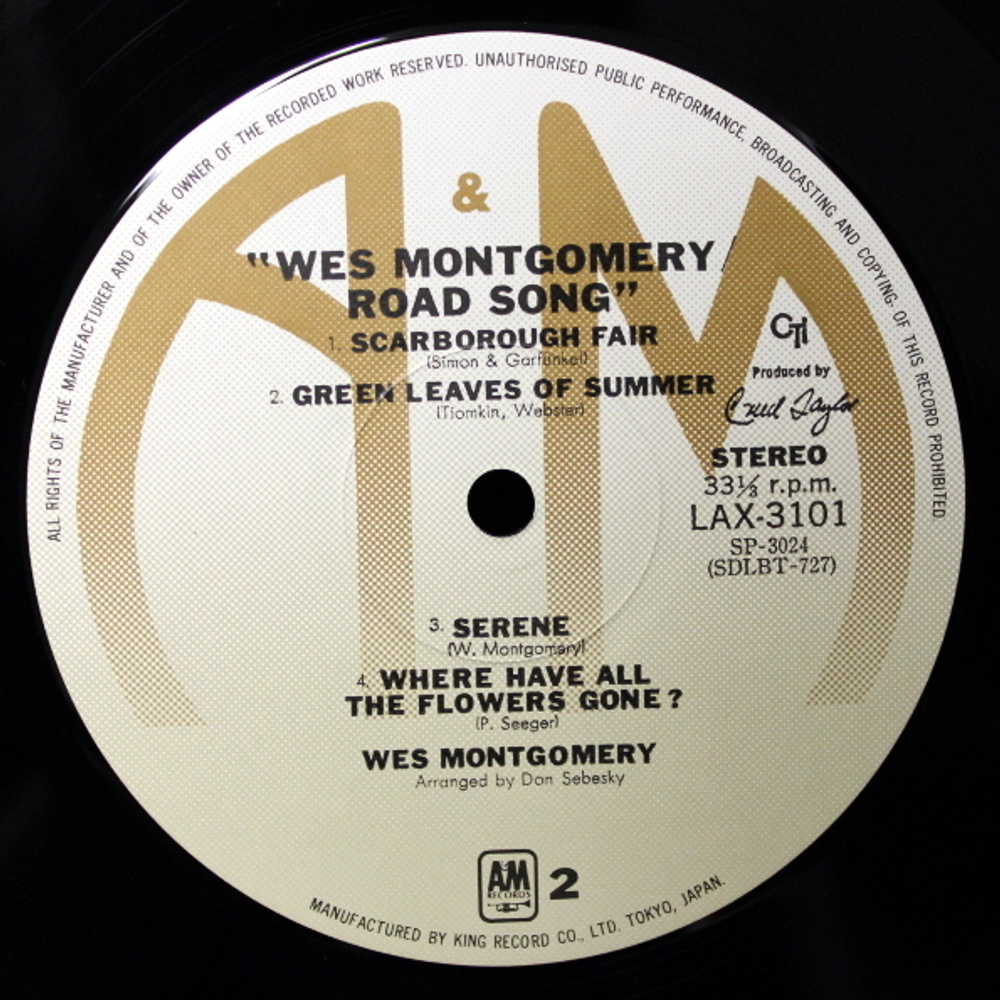 ALL RIGHTS OF THE MANUFACTURER AND OF THE OWNER OF THE RECORDED WORK RESERVED. UNAUTHORISED PUBLIC PERFORMANCE, BROADCASTING AND COPYING: OF THIS RECORD PROHIBITED.
A & M
"WES MONTGOMERY/
ROAD SONG"
1. SCARBOROUGH FAIR
(Simon & Garfunkel)
2. GREEN LEAVES OF SUMMER
(Tiomkin, Webster)
CTi
Produced by
Creed Taylor
STEREO
33⅓ r.p.m.
LAX-3101
SP-3024
(SDLBT-727)
3. SERENE
(W. Montgomery)
4. WHERE HAVE ALL
THE FLOWERS GONE?
(P. Seeger)
WES MONTGOMERY
Arranged by Don Sebesky
A&M
RECORDS
2
MANUFACTURED BY KING RECORD CO., LTD. TOKYO, JAPAN.